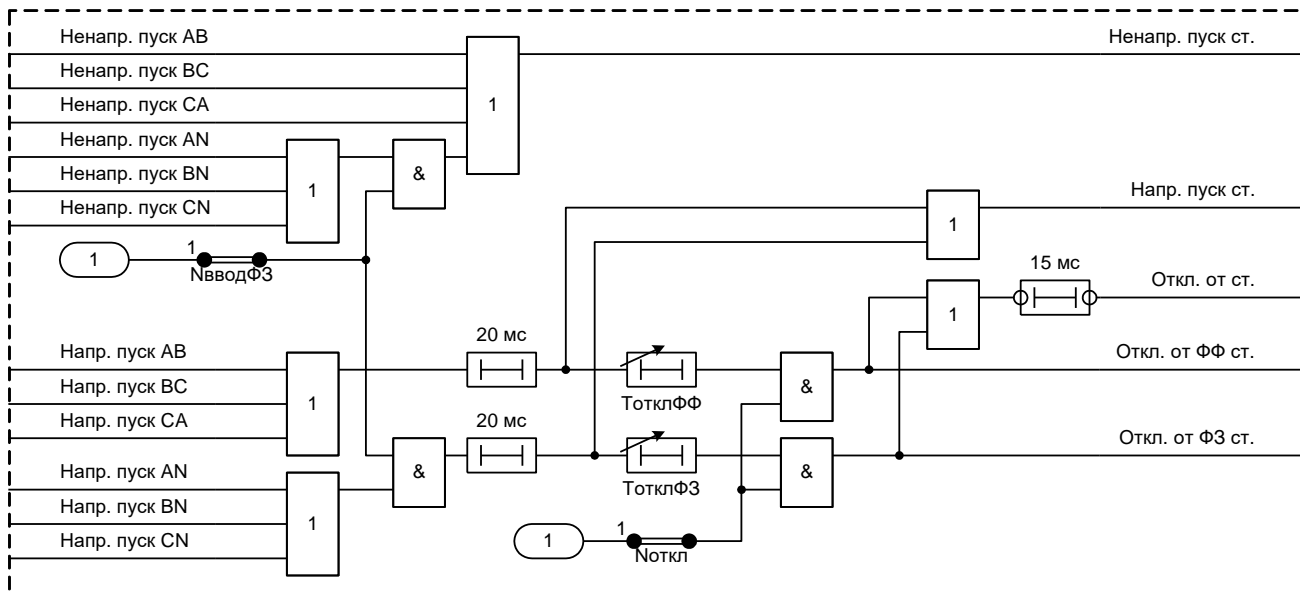 Ненапр. пуск AB
Ненапр. пуск ст.
Ненапр. пуск BC
Ненапр. пуск CA
1
Ненапр. пуск AN
Ненапр. пуск BN
&
1
Ненапр. пуск CN
Напр. пуск ст.
1
1
1
NвводФЗ
15 мс
Откл. от ст.
1
20 мс
Напр. пуск AB
Откл. от ФФ ст.
Напр. пуск BC
1
ТотклФФ
&
Напр. пуск CA
20 мс
Откл. от ФЗ ст.
Напр. пуск AN
&
ТотклФЗ
&
Напр. пуск BN
1
Напр. пуск CN
1
1
Nоткл